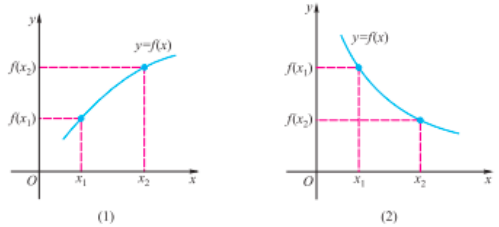 y
y=f(x)
f(x₂)
f(x₁)
O
x₁
x₂
x
(1)
y
y=f(x)
f(x₁)
f(x₂)
O
x₁
x₂
x
(2)